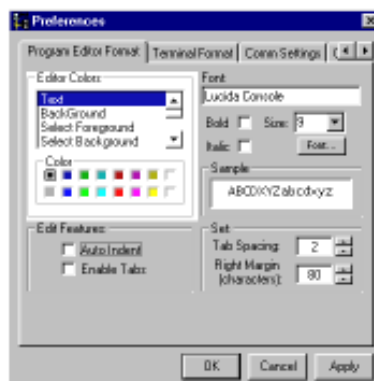 Preferences
Program Editor Format Terminal Format Comm Settings
Editor Colors
Text
BackGround
Select Foreground
Select Background
Color
Font
Lucida Console
Bold Size: 9
Italic Font...
Sample
ABCDXYZabcdxyz
Edit Features:
Auto Indent
Enable Tabs
Set
Tab Spacing: 2
Right Margin
(characters): 80
OK Cancel Apply